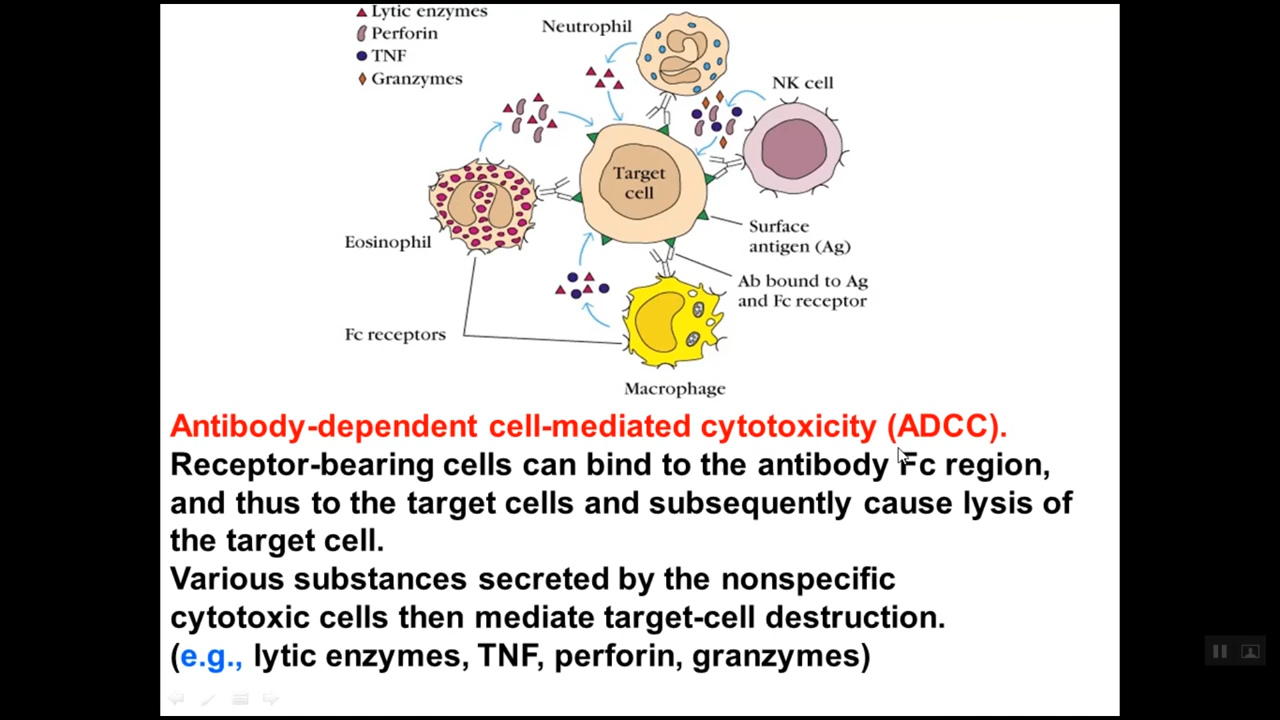 Lytic enzymes
Perforin
TNF
Granzymes
Neutrophil
NK cell
Target
cell
Surface
antigen (Ag)
Eosinophil
Ab bound to Ag
and Fc receptor
Fc receptors
Macrophage
Antibody-dependent cell-mediated cytotoxicity (ADCC).
Receptor-bearing cells can bind to the antibody Fc region,
and thus to the target cells and subsequently cause lysis of
the target cell.
Various substances secreted by the nonspecific
cytotoxic cells then mediate target-cell destruction.
(e.g., lytic enzymes, TNF, perforin, granzymes)